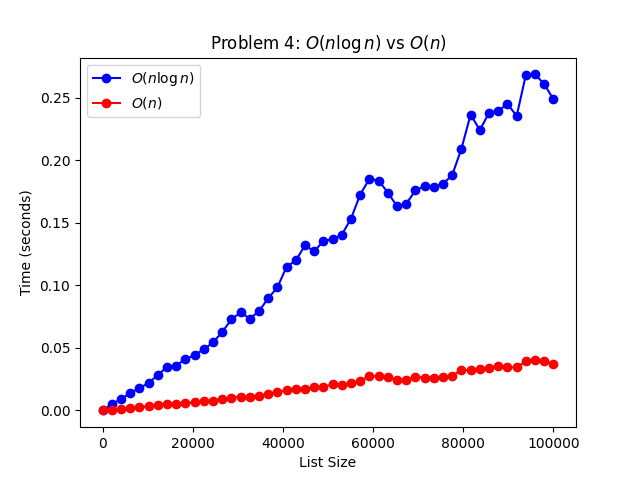 Problem 4: O(n log n) vs O(n)
O(n log n)
O(n)
0.25
0.20
0.15
0.10
0.05
0.00
Time (seconds)
0 20000 40000 60000 80000 100000
List Size